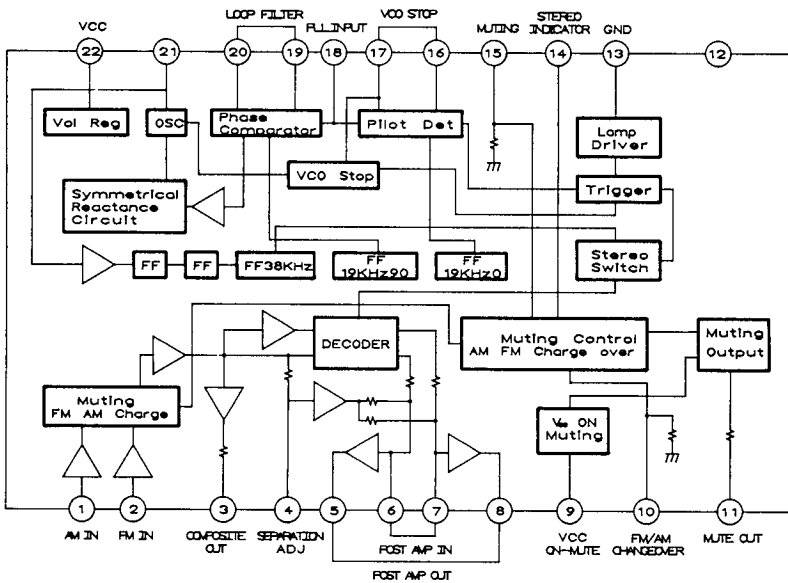 VCC
LOOP FILTER
PLL INPUT
VCO STOP
MUTING
STEREO
INDICATOR
GND
22
21
20
19
18
17
16
15
14
13
12
Vol Reg
OSC
Phase
Comparator
Pilot Det
Lamp
Driver
VCO Stop
Trigger
Symmetrical
Reactance
Circuit
FF
FF
FF38KHz
FF
19KHz90
FF
19KHz0
Stereo
Switch
DECODER
Muting Control
AM FM Charge over
Muting
Output
Muting
FM AM Charge
Vcc ON
Muting
1
2
3
4
5
6
7
8
9
10
11
AM IN
FM IN
COMPOSITE
OUT
SEPARATION
ADJ
POST AMP IN
POST AMP OUT
VCC
ON-MUTE
FM/AM
CHANGEOVER
MUTE OUT